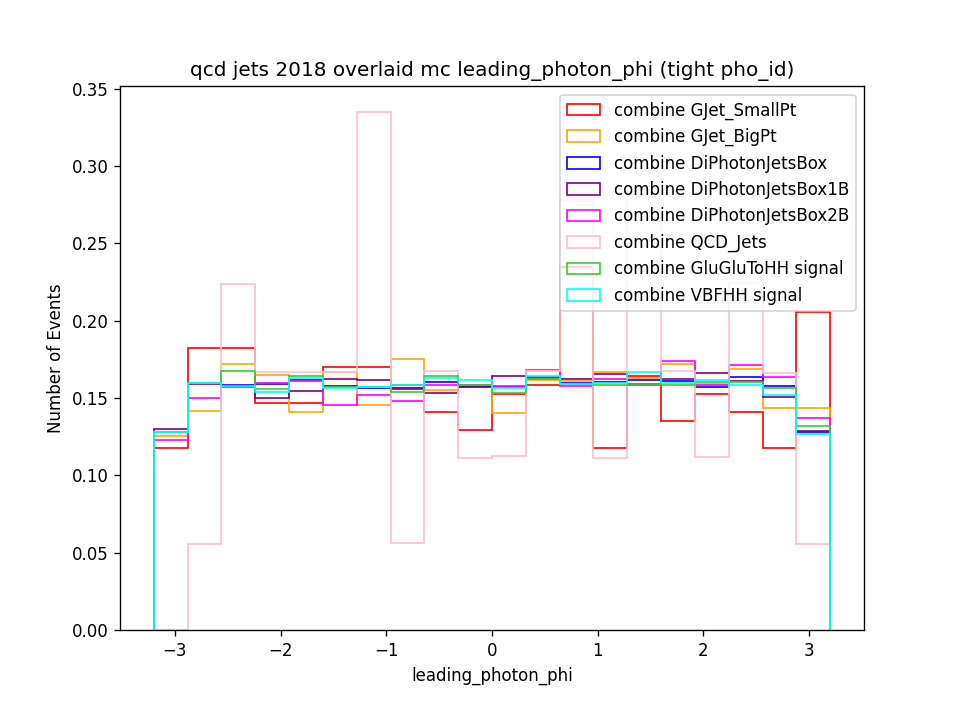 qcd jets 2018 overlaid mc leading_photon_phi (tight pho_id)
0.35
0.30
0.25
0.20
0.15
0.10
0.05
0.00
Number of Events
combine GJet_SmallPt
combine GJet_BigPt
combine DiPhotonJetsBox
combine DiPhotonJetsBox1B
combine DiPhotonJetsBox2B
combine QCD_Jets
combine GluGluToHH signal
combine VBFHH signal
−3 −2 −1 0 1 2 3
leading_photon_phi